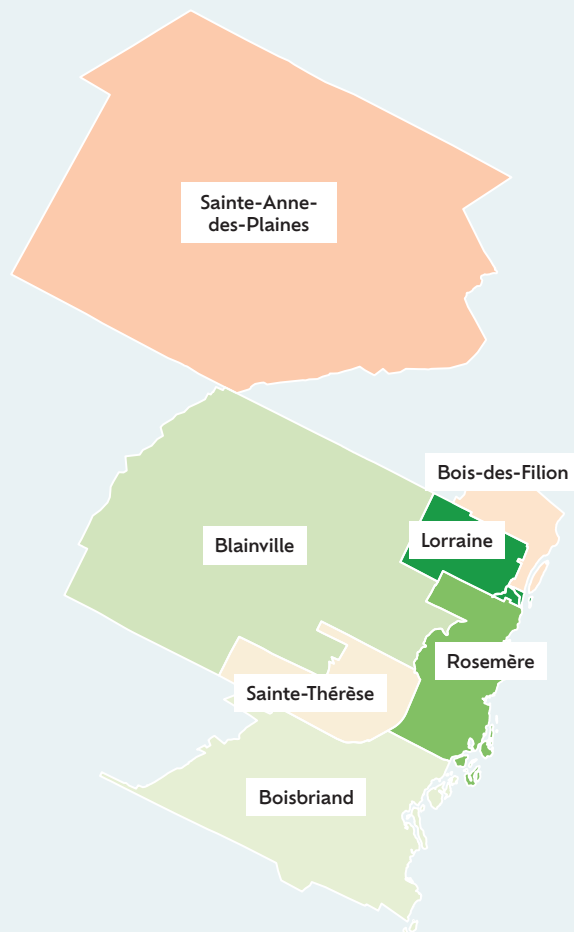 Sainte-Anne-
des-Plaines
Bois-des-Filion
Lorraine
Blainville
Rosemère
Sainte-Thérèse
Boisbriand